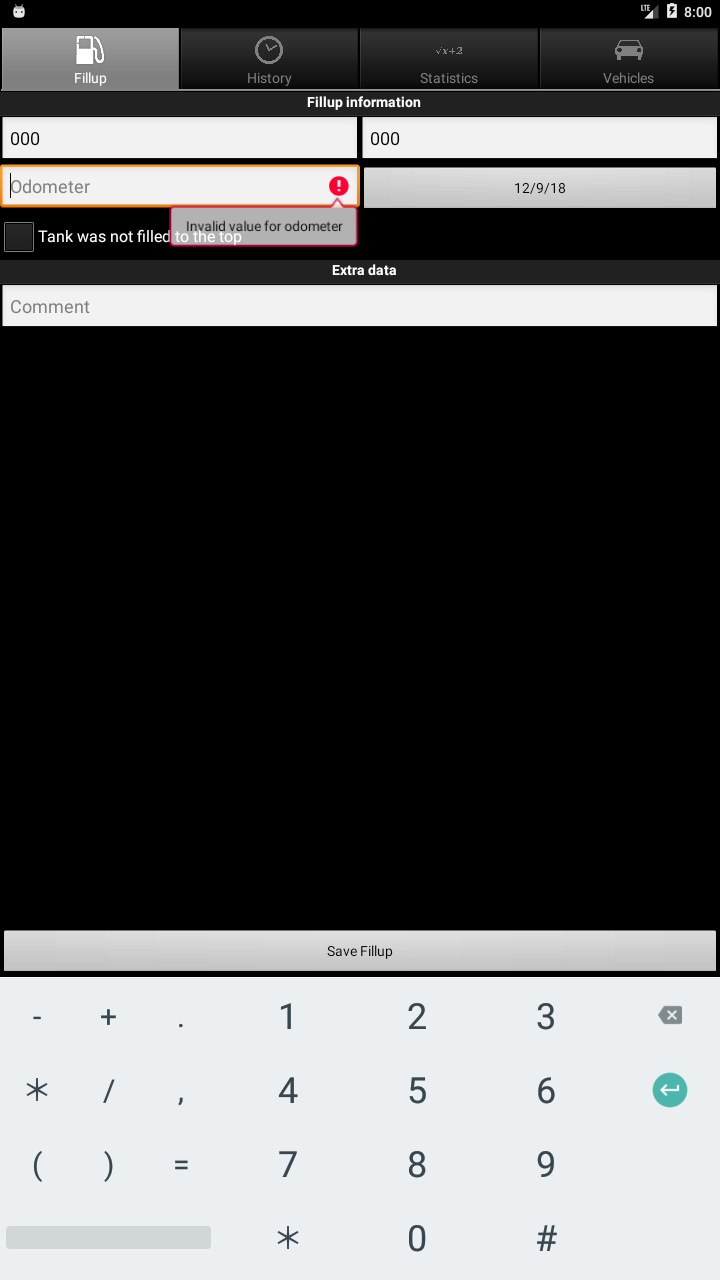 LTE 8:00
Fillup
History
√x+2
Statistics
Vehicles
Fillup information
000
000
Odometer
12/9/18
Invalid value for odometer
Tank was not filled to the top
Extra data
Comment
Save Fillup
- + . 1 2 3
* / , 4 5 6
( ) = 7 8 9
* 0 #